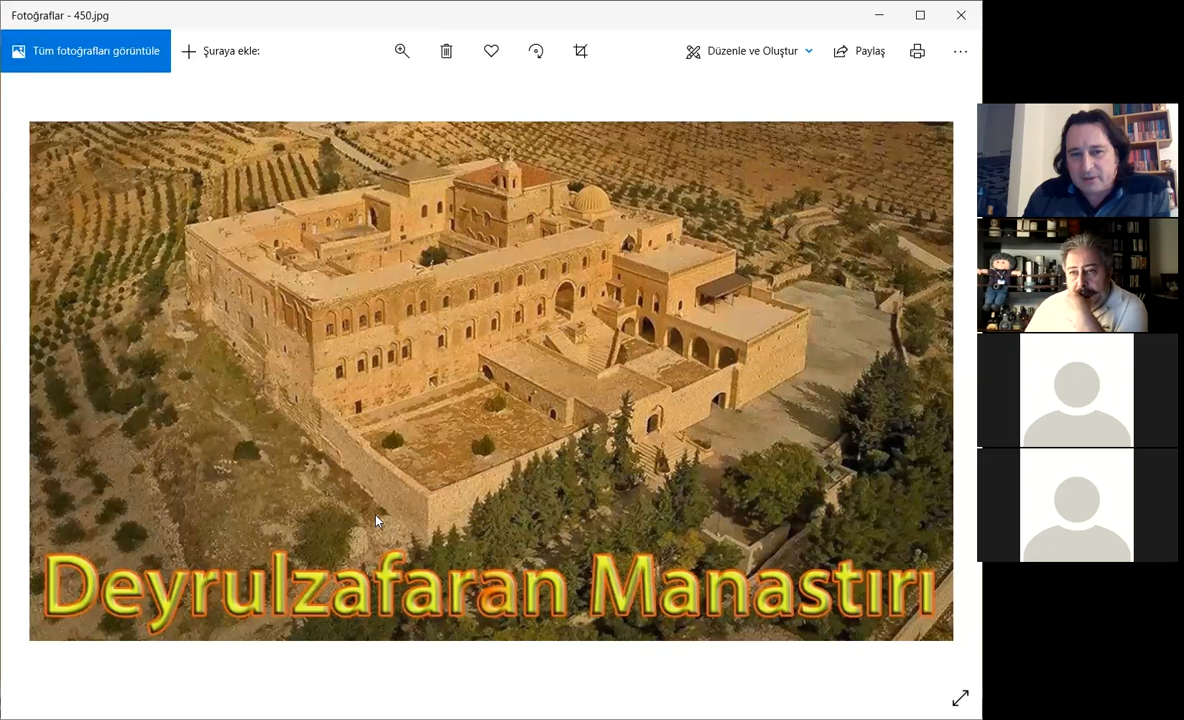 Fotoğraflar - 450.jpg
Tüm fotoğrafları görüntüle
Şuraya ekle:
Düzenle ve Oluştur
Paylaş
Deyrulzafaran Manastırı